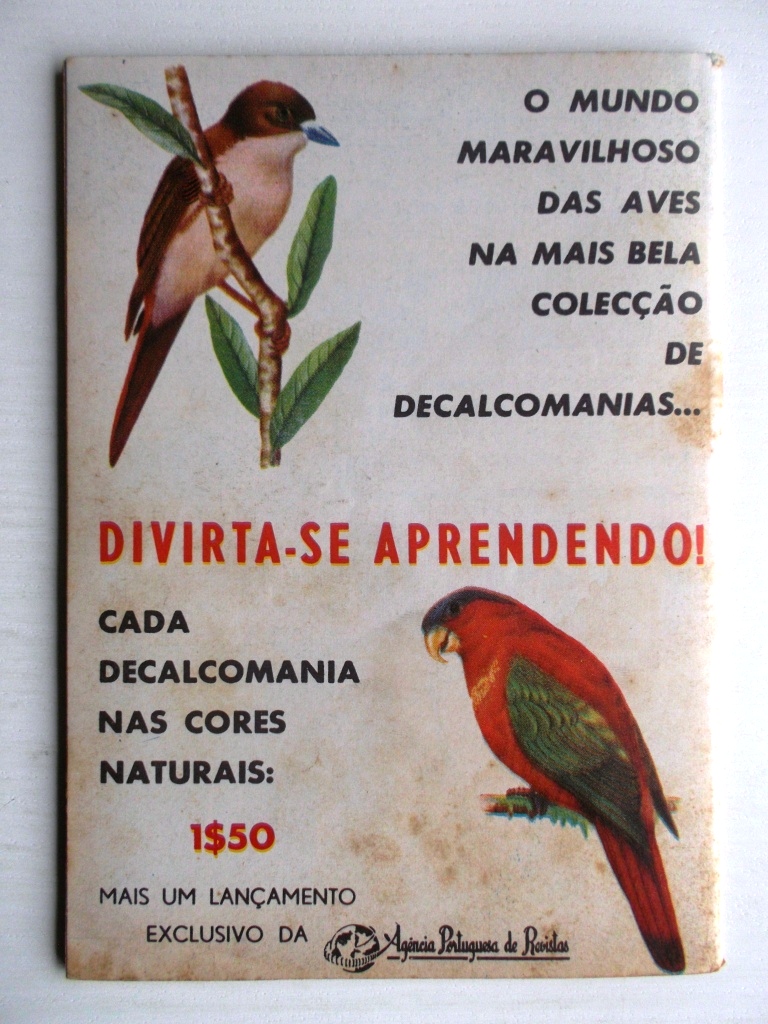 O MUNDO
MARAVILHOSO
DAS AVES
NA MAIS BELA
COLECÇÃO
DE
DECALCOMANIAS...
DIVIRTA-SE APRENDENDO!
CADA
DECALCOMANIA
NAS CORES
NATURAIS:
1$50
MAIS UM LANÇAMENTO
EXCLUSIVO DA Agência Portuguesa de Revistas